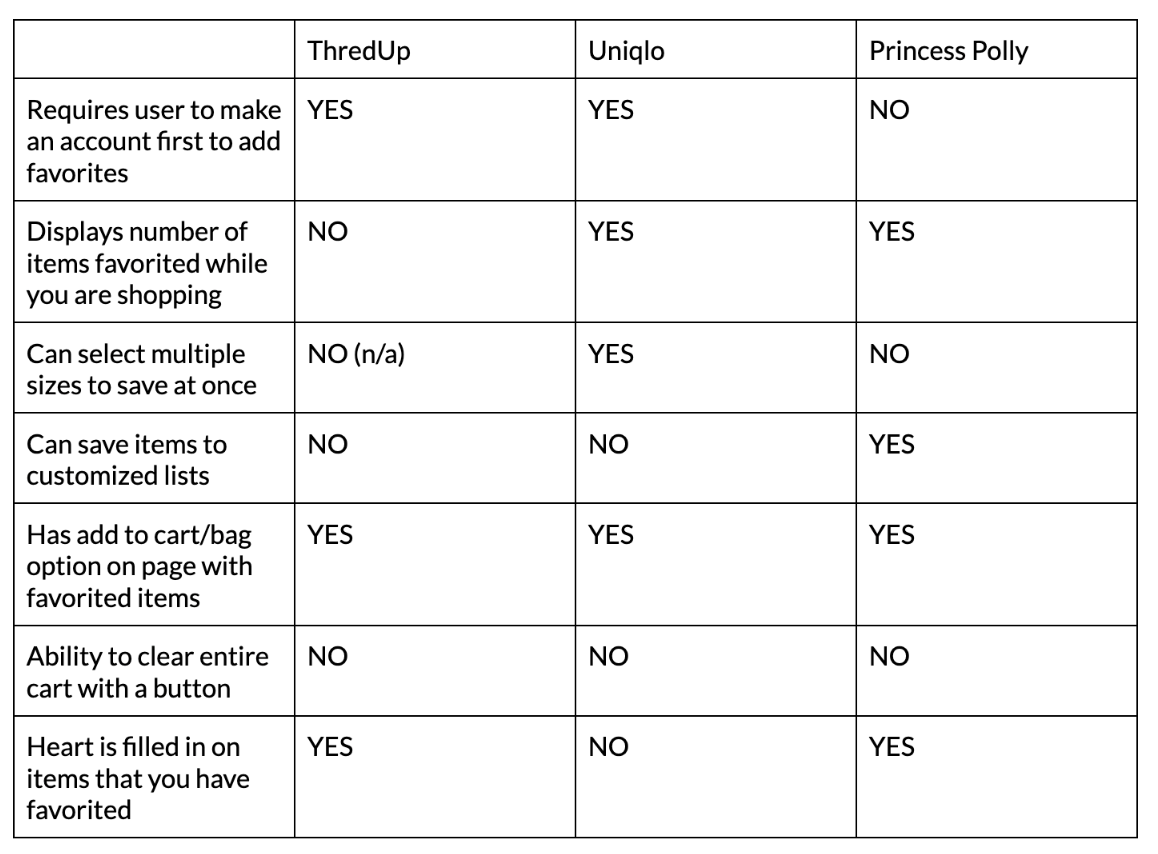 ThredUp Uniqlo Princess Polly
Requires user to make YES YES NO
an account first to add
favorites
Displays number of NO YES YES
items favorited while
you are shopping
Can select multiple NO (n/a) YES NO
sizes to save at once
Can save items to NO NO YES
customized lists
Has add to cart/bag YES YES YES
option on page with
favorited items
Ability to clear entire NO NO NO
cart with a button
Heart is filled in on YES NO YES
items that you have
favorited